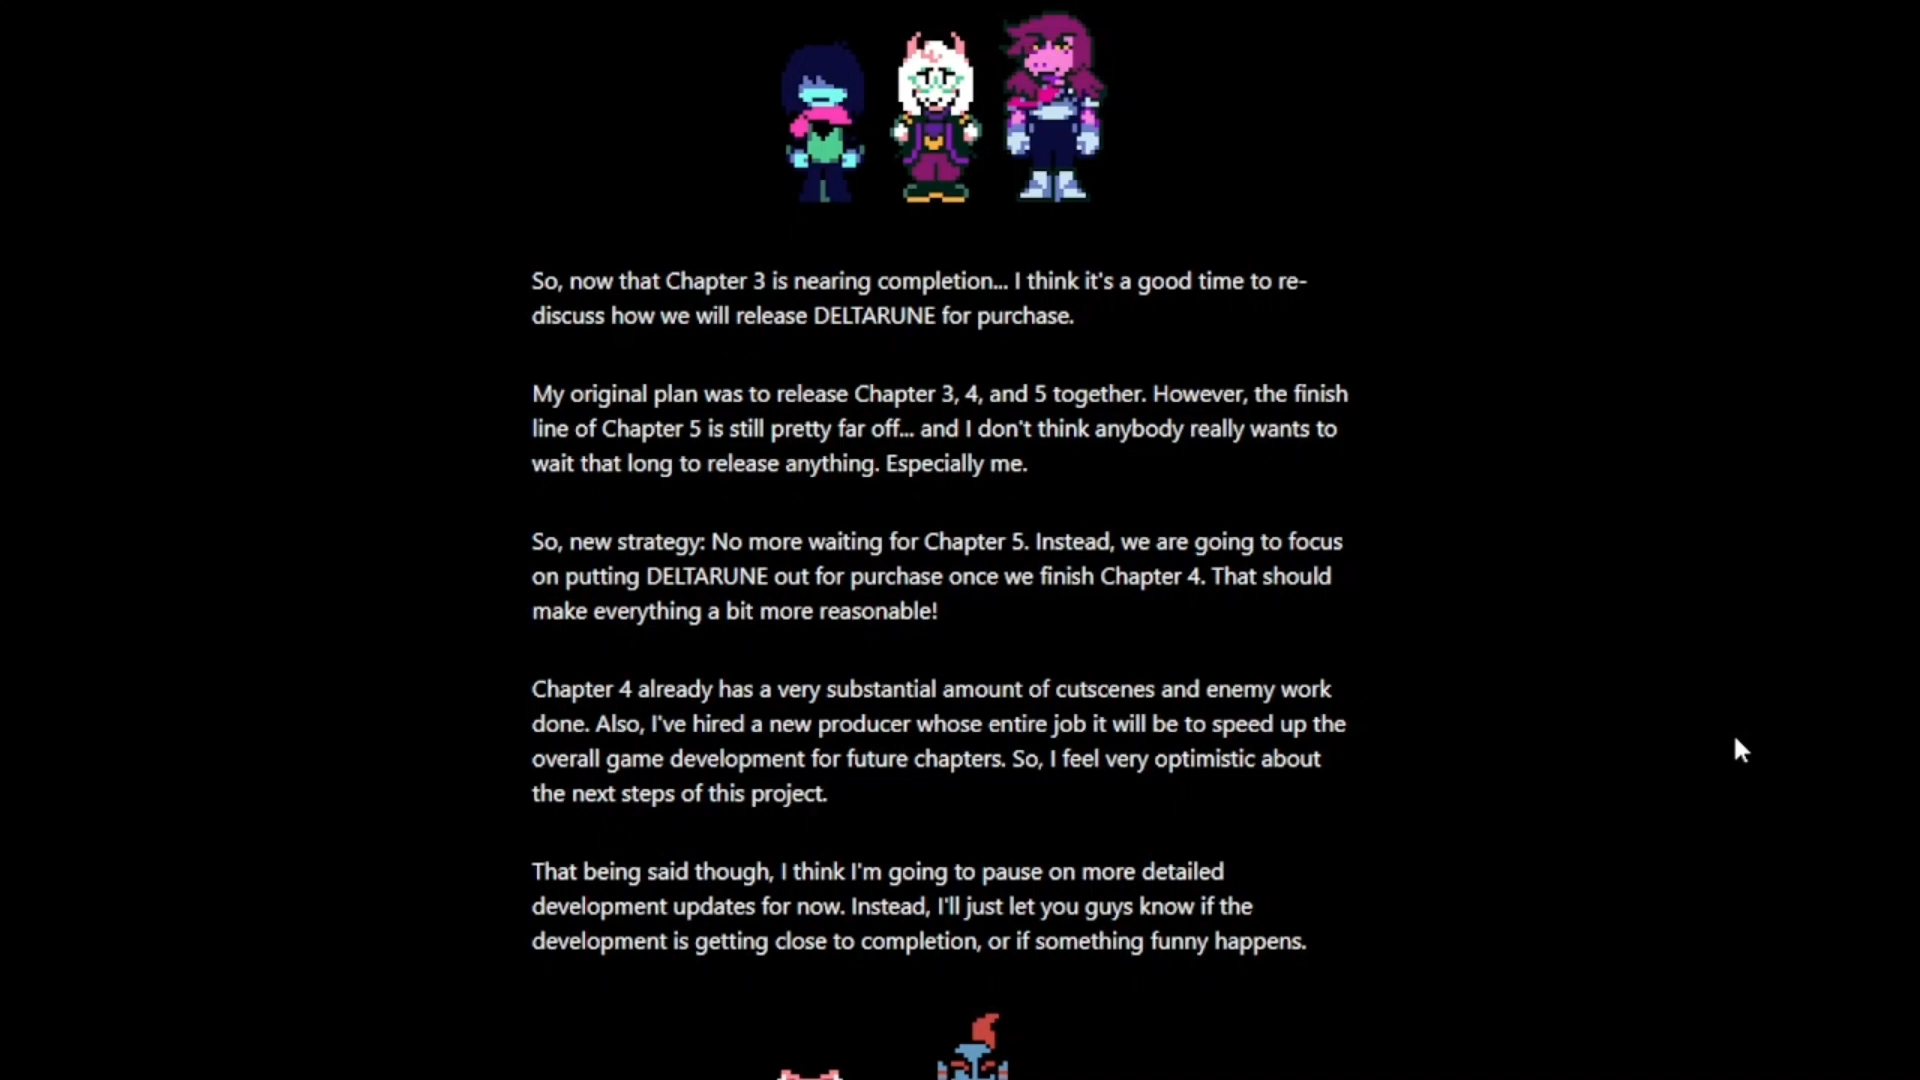 So, now that Chapter 3 is nearing completion... I think it's a good time to re-
discuss how we will release DELTARUNE for purchase.
My original plan was to release Chapter 3, 4, and 5 together. However, the finish
line of Chapter 5 is still pretty far off... and I don't think anybody really wants to
wait that long to release anything. Especially me.
So, new strategy: No more waiting for Chapter 5. Instead, we are going to focus
on putting DELTARUNE out for purchase once we finish Chapter 4. That should
make everything a bit more reasonable!
Chapter 4 already has a very substantial amount of cutscenes and enemy work
done. Also, I've hired a new producer whose entire job it will be to speed up the
overall game development for future chapters. So, I feel very optimistic about
the next steps of this project.
That being said though, I think I'm going to pause on more detailed
development updates for now. Instead, I'll just let you guys know if the
development is getting close to completion, or if something funny happens.